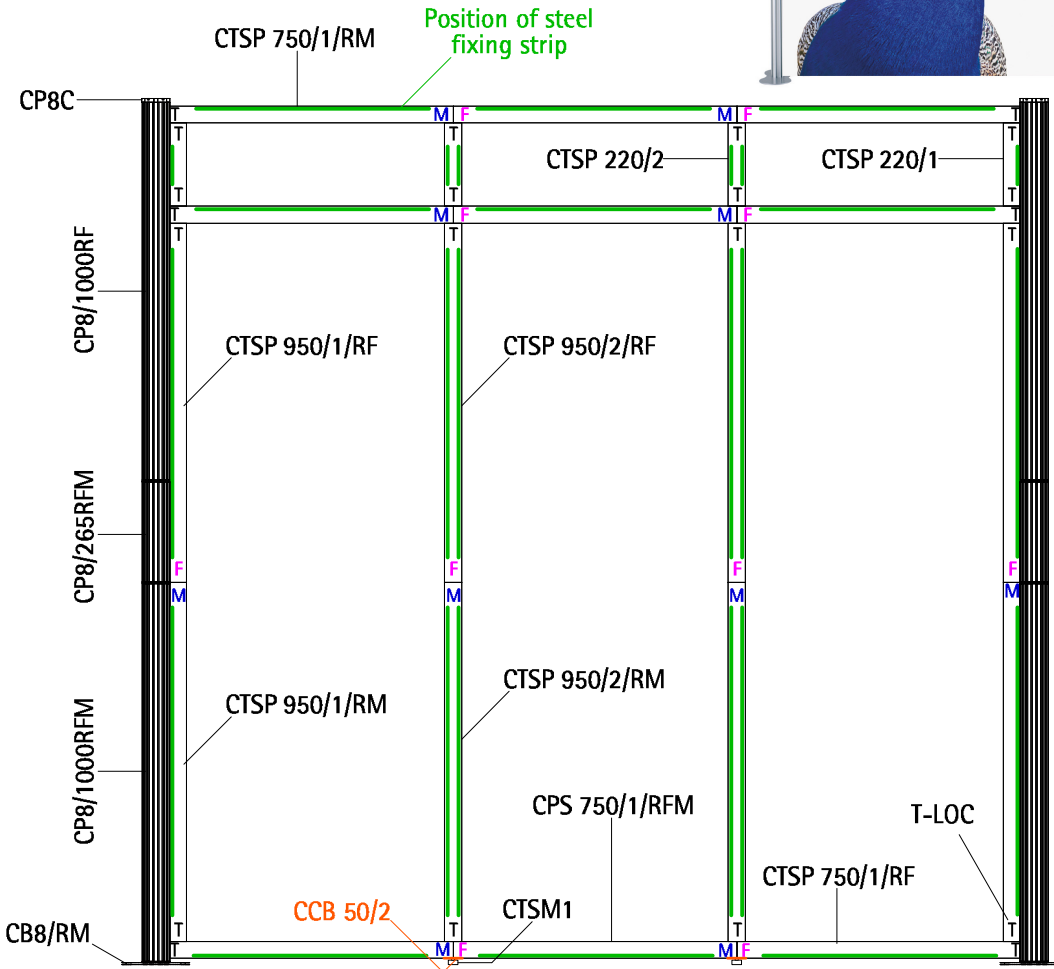 Position of steel
fixing strip
CTSP 750/1/RM
CP8C
T M F M F T
T T T T
CTSP 220/2
CTSP 220/1
T T T T
T M F M F T
T T T T
CP8/1000RF
CTSP 950/1/RF
CTSP 950/2/RF
CP8/265RFM
F F F F
M M M M
CTSP 950/2/RM
CTSP 950/1/RM
CP8/1000RFM
CPS 750/1/RFM
T-LOC
CTSP 750/1/RF
CCB 50/2
CTSM1
CB8/RM
T T T T
T M F M F T